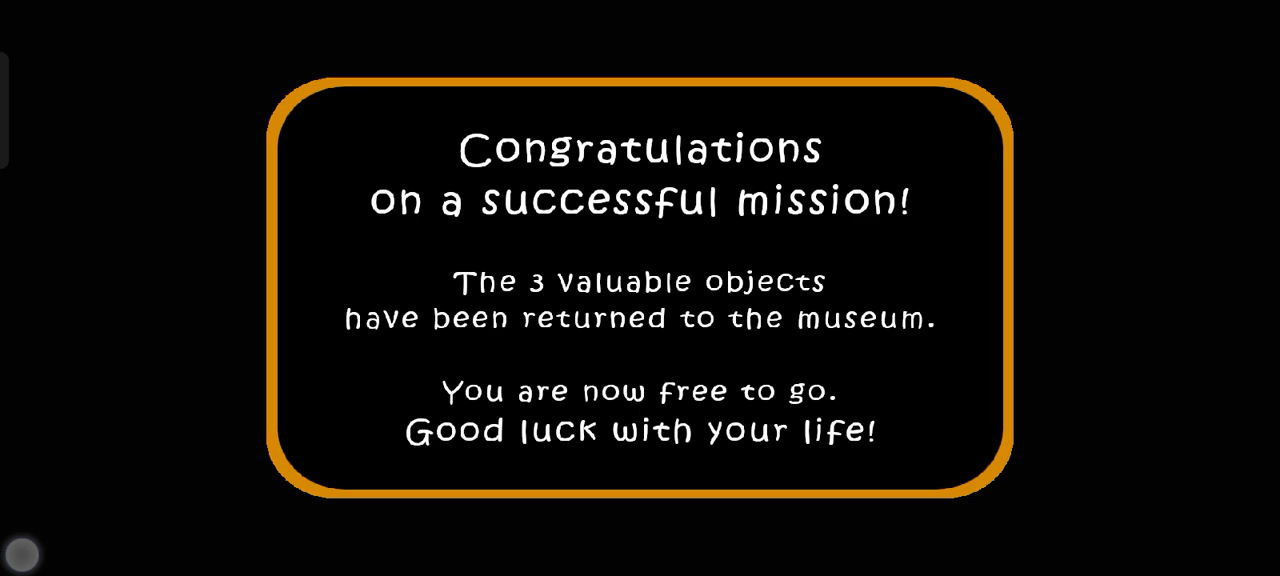 Congratulations
on a successful mission!
The 3 valuable objects
have been returned to the museum.
You are now free to go.
Good luck with your life!